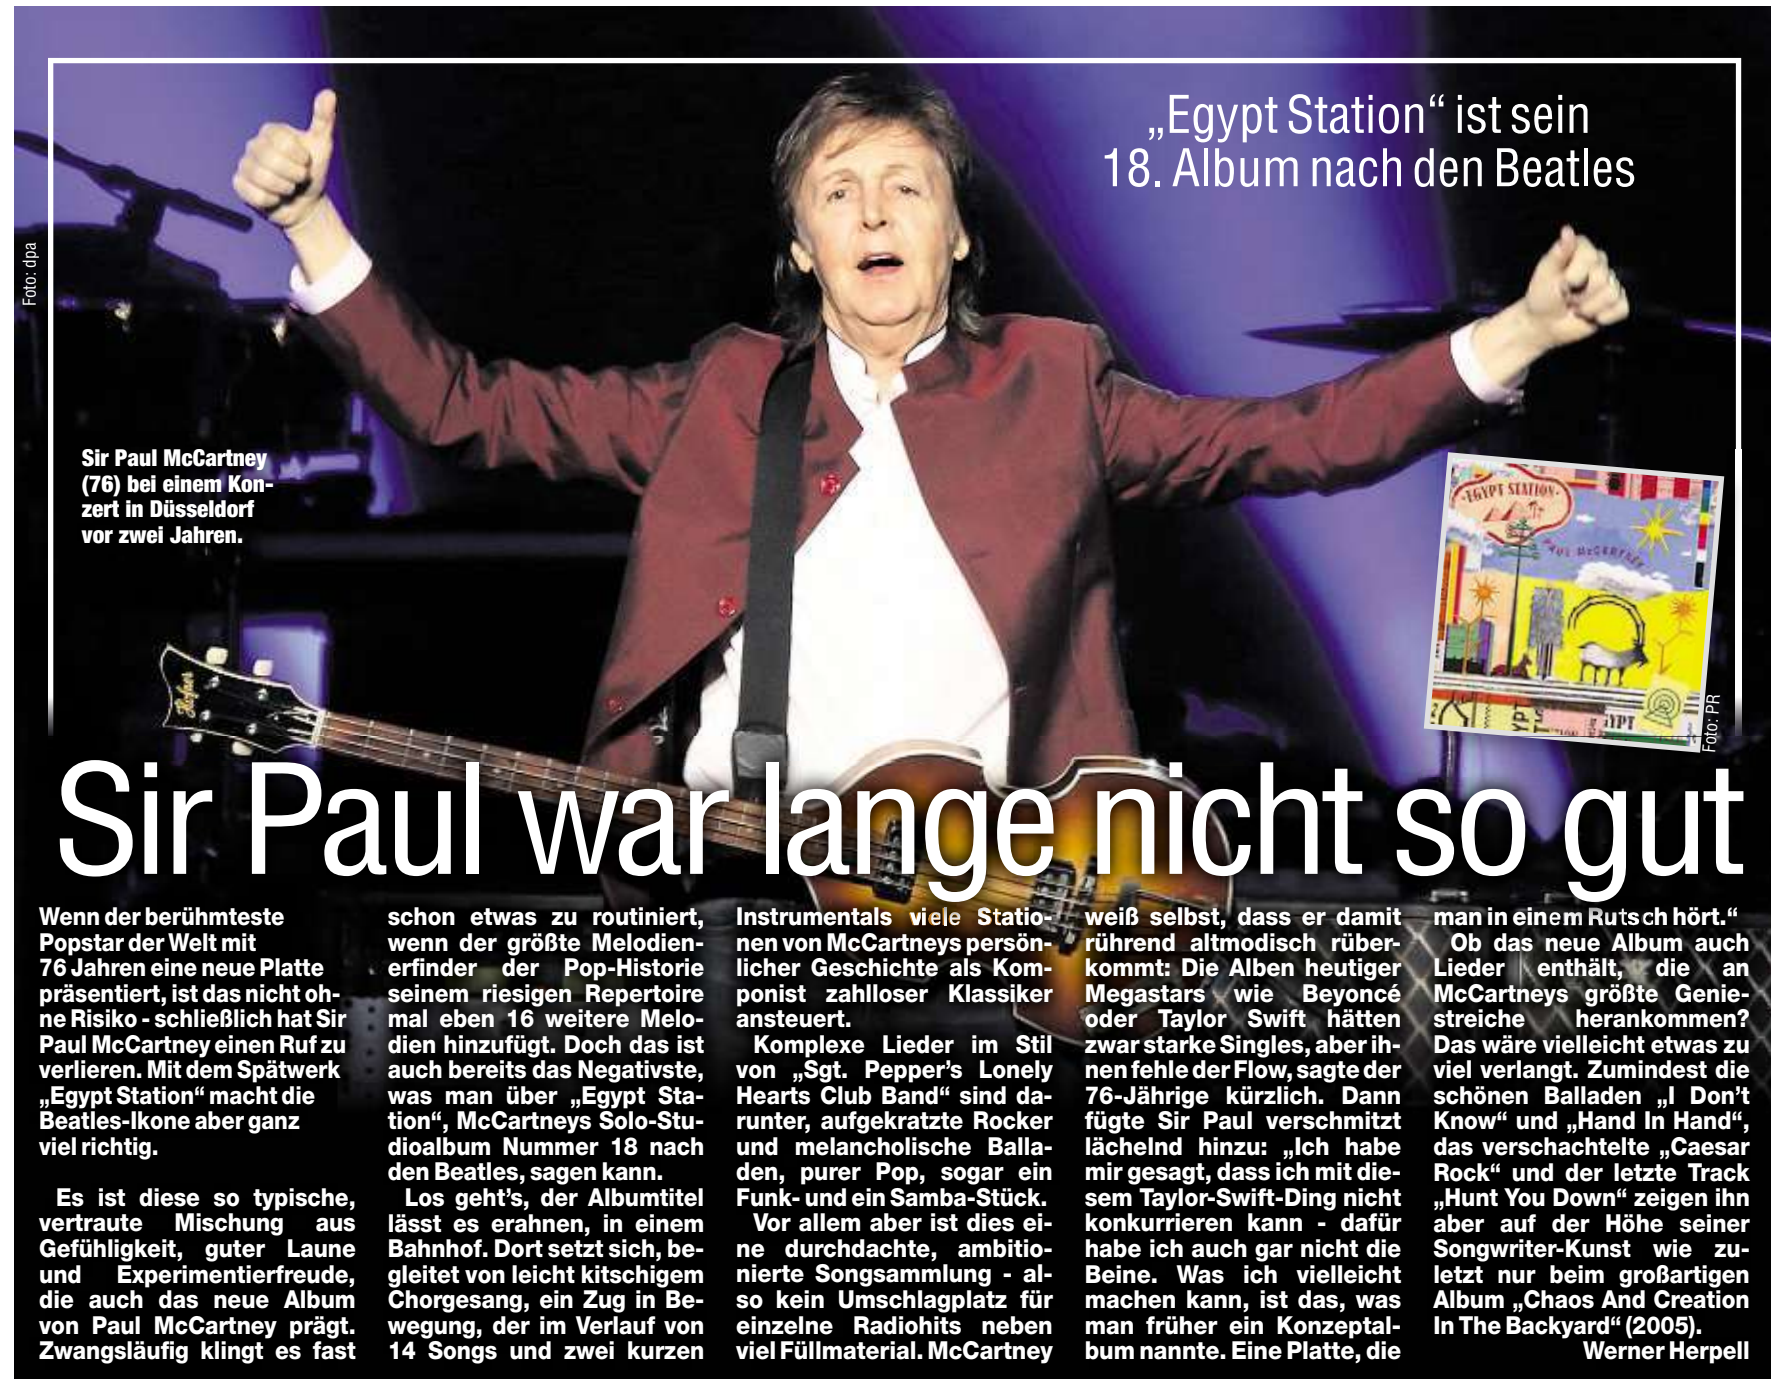 „Egypt Station“ ist sein
18. Album nach den Beatles
Foto: dpa
Sir Paul McCartney
(76) bei einem Kon-
zert in Düsseldorf
vor zwei Jahren.
EGYPT STATION
PAUL McCARTNEY
Foto: PR
Höfner
Sir Paul war lange nicht so gut
Wenn der berühmteste
Popstar der Welt mit
76 Jahren eine neue Platte
präsentiert, ist das nicht oh-
ne Risiko - schließlich hat Sir
Paul McCartney einen Ruf zu
verlieren. Mit dem Spätwerk
„Egypt Station“ macht die
Beatles-Ikone aber ganz
viel richtig.
Es ist diese so typische,
vertraute Mischung aus
Gefühligkeit, guter Laune
und Experimentierfreude,
die auch das neue Album
von Paul McCartney prägt.
Zwangsläufig klingt es fast
schon etwas zu routiniert,
wenn der größte Melodien-
erfinder der Pop-Historie
seinem riesigen Repertoire
mal eben 16 weitere Melo-
dien hinzufügt. Doch das ist
auch bereits das Negativste,
was man über „Egypt Sta-
tion“, McCartneys Solo-Stu-
dioalbum Nummer 18 nach
den Beatles, sagen kann.
Los geht’s, der Albumtitel
lässt es erahnen, in einem
Bahnhof. Dort setzt sich, be-
gleitet von leicht kitschigem
Chorgesang, ein Zug in Be-
wegung, der im Verlauf von
14 Songs und zwei kurzen
Instrumentals viele Statio-
nen von McCartneys persön-
licher Geschichte als Kom-
ponist zahlloser Klassiker
ansteuert.
Komplexe Lieder im Stil
von „Sgt. Pepper’s Lonely
Hearts Club Band“ sind da-
runter, aufgekratzte Rocker
und melancholische Balla-
den, purer Pop, sogar ein
Funk- und ein Samba-Stück.
Vor allem aber ist dies ei-
ne durchdachte, ambitio-
nierte Songsammlung - al-
so kein Umschlagplatz für
einzelne Radiohits neben
viel Füllmaterial. McCartney
weiß selbst, dass er damit
rührend altmodisch rüber-
kommt: Die Alben heutiger
Megastars wie Beyoncé
oder Taylor Swift hätten
zwar starke Singles, aber ih-
nen fehle der Flow, sagte der
76-Jährige kürzlich. Dann
fügte Sir Paul verschmitzt
lächelnd hinzu: „Ich habe
mir gesagt, dass ich mit die-
sem Taylor-Swift-Ding nicht
konkurrieren kann - dafür
habe ich auch gar nicht die
Beine. Was ich vielleicht
machen kann, ist das, was
man früher ein Konzeptal-
bum nannte. Eine Platte, die
man in einem Rutsch hört.“
Ob das neue Album auch
Lieder enthält, die an
McCartneys größte Genie-
streiche herankommen?
Das wäre vielleicht etwas zu
viel verlangt. Zumindest die
schönen Balladen „I Don’t
Know“ und „Hand In Hand“,
das verschachtelte „Caesar
Rock“ und der letzte Track
„Hunt You Down“ zeigen ihn
aber auf der Höhe seiner
Songwriter-Kunst wie zu-
letzt nur beim großartigen
Album „Chaos And Creation
In The Backyard“ (2005).
Werner Herpell